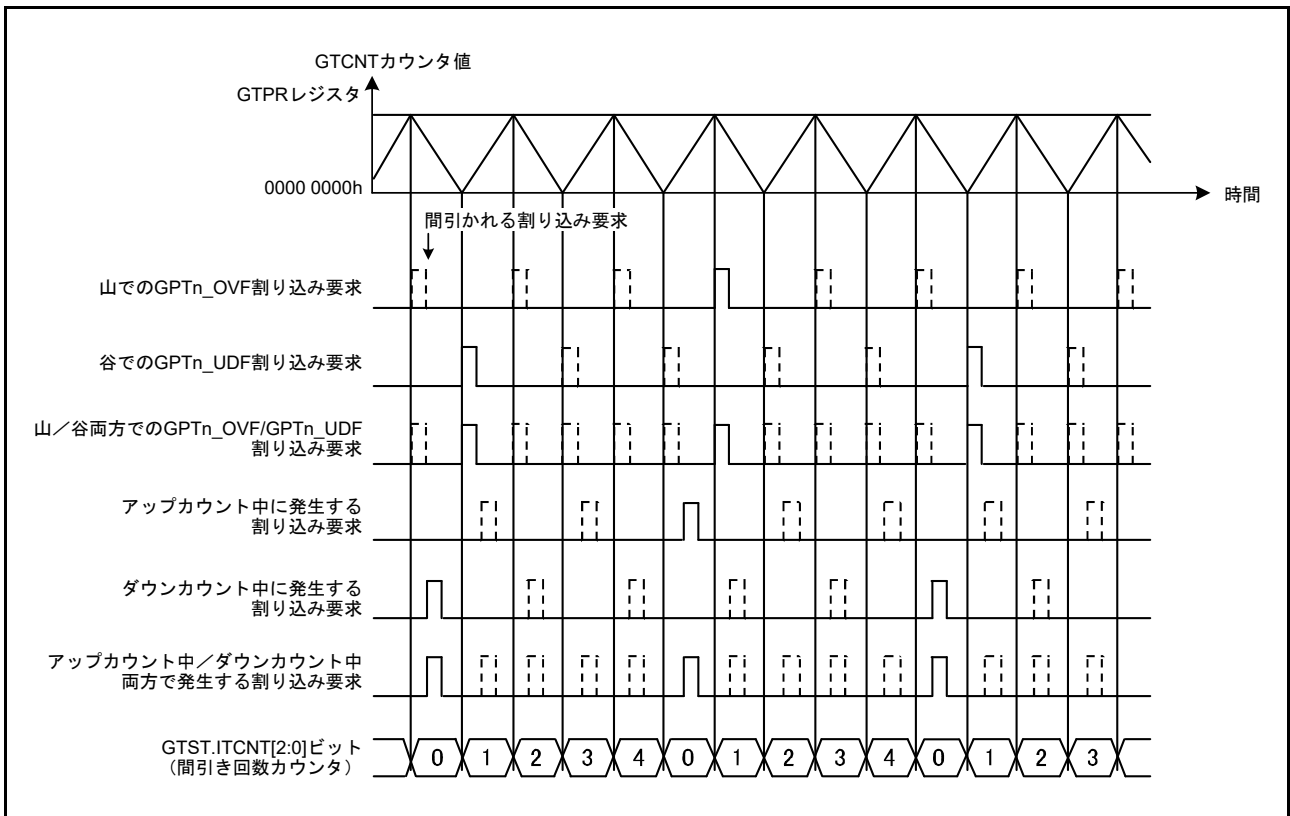 GTCNTカウンタ値
GTPRレジスタ
0000 0000h
時間
間引かれる割り込み要求
山でのGPTn_OVF割り込み要求
谷でのGPTn_UDF割り込み要求
山／谷両方でのGPTn_OVF/GPTn_UDF
割り込み要求
アップカウント中に発生する
割り込み要求
ダウンカウント中に発生する
割り込み要求
アップカウント中／ダウンカウント中
両方で発生する割り込み要求
GTST.ITCNT[2:0]ビット
（間引き回数カウンタ）
0 1 2 3 4 0 1 2 3 4 0 1 2 3